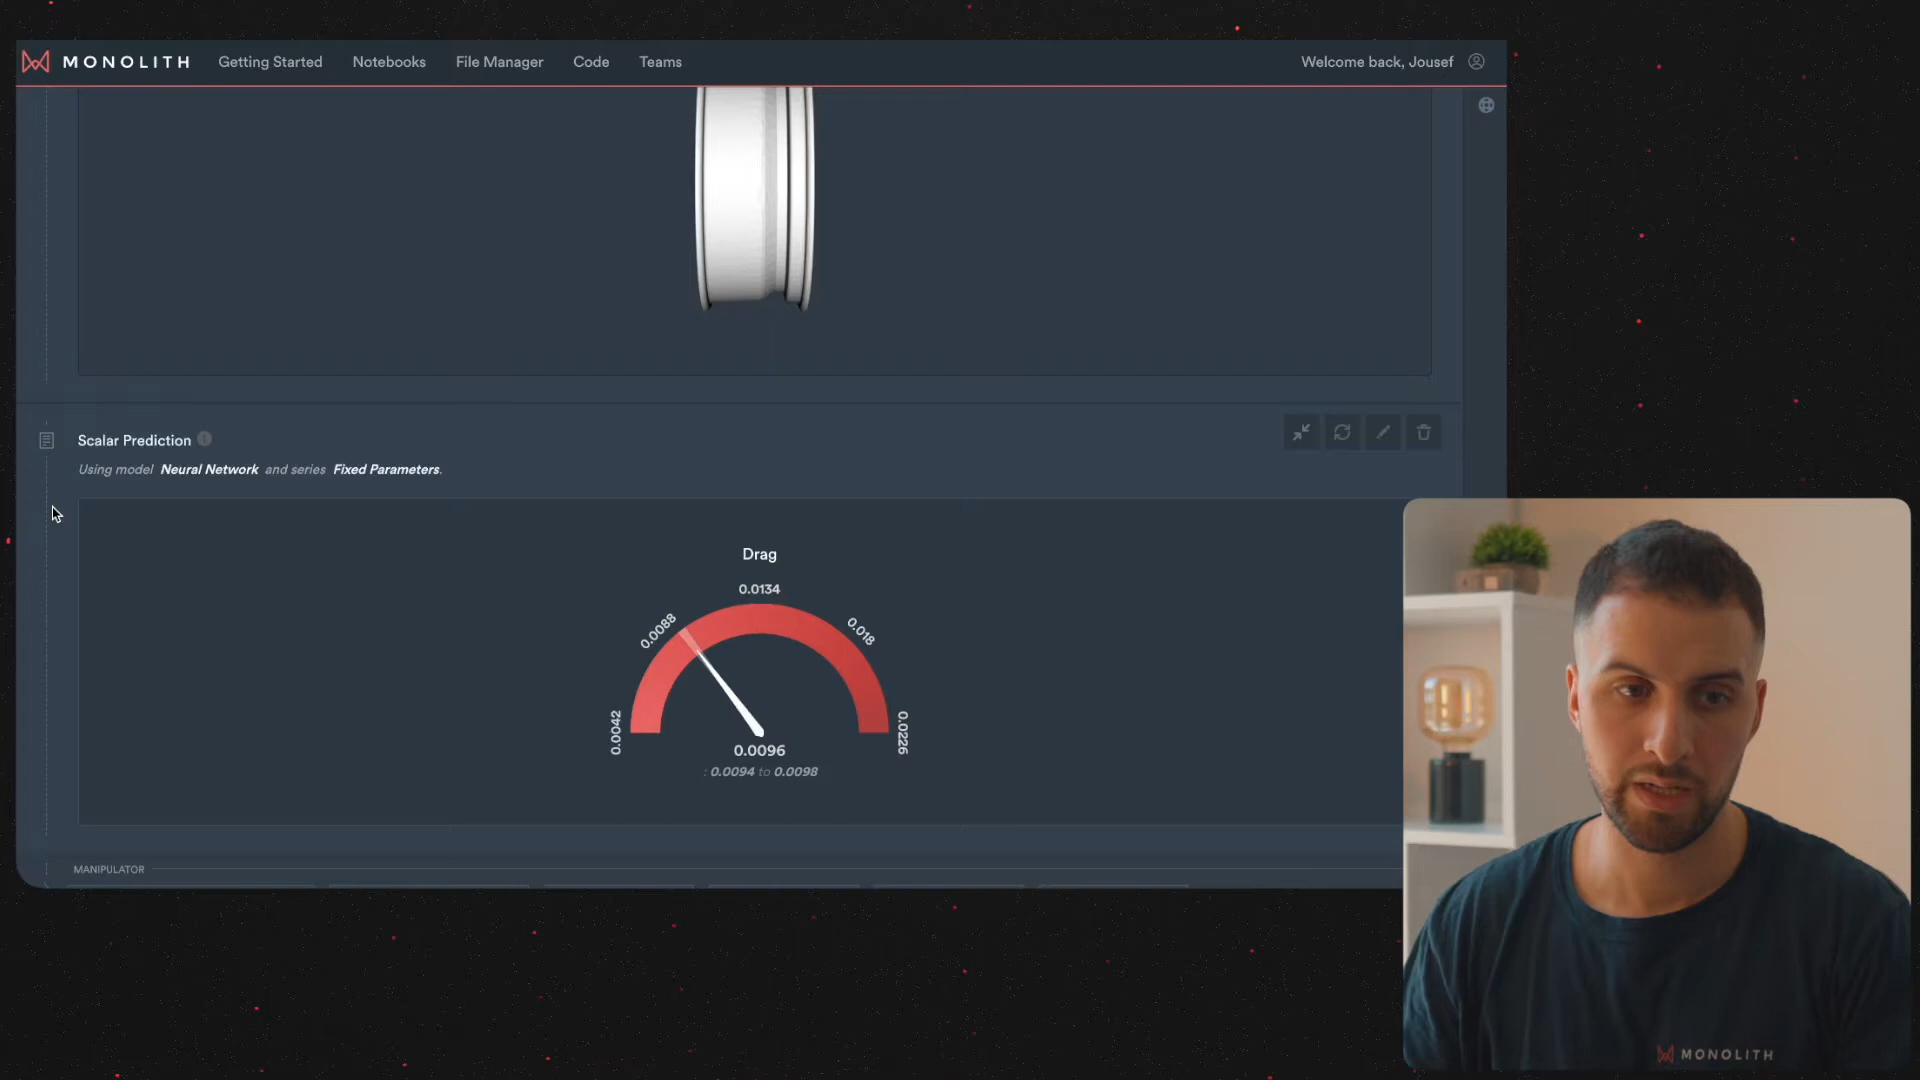 MONOLITH Getting Started Notebooks File Manager Code Teams Welcome back, Jousef
Scalar Prediction
Using model Neural Network and series Fixed Parameters.
Drag
0.0134
0.0088
0.018
0.0042
0.0226
0.0096
: 0.0094 to 0.0098
MANIPULATOR
MONOLITH